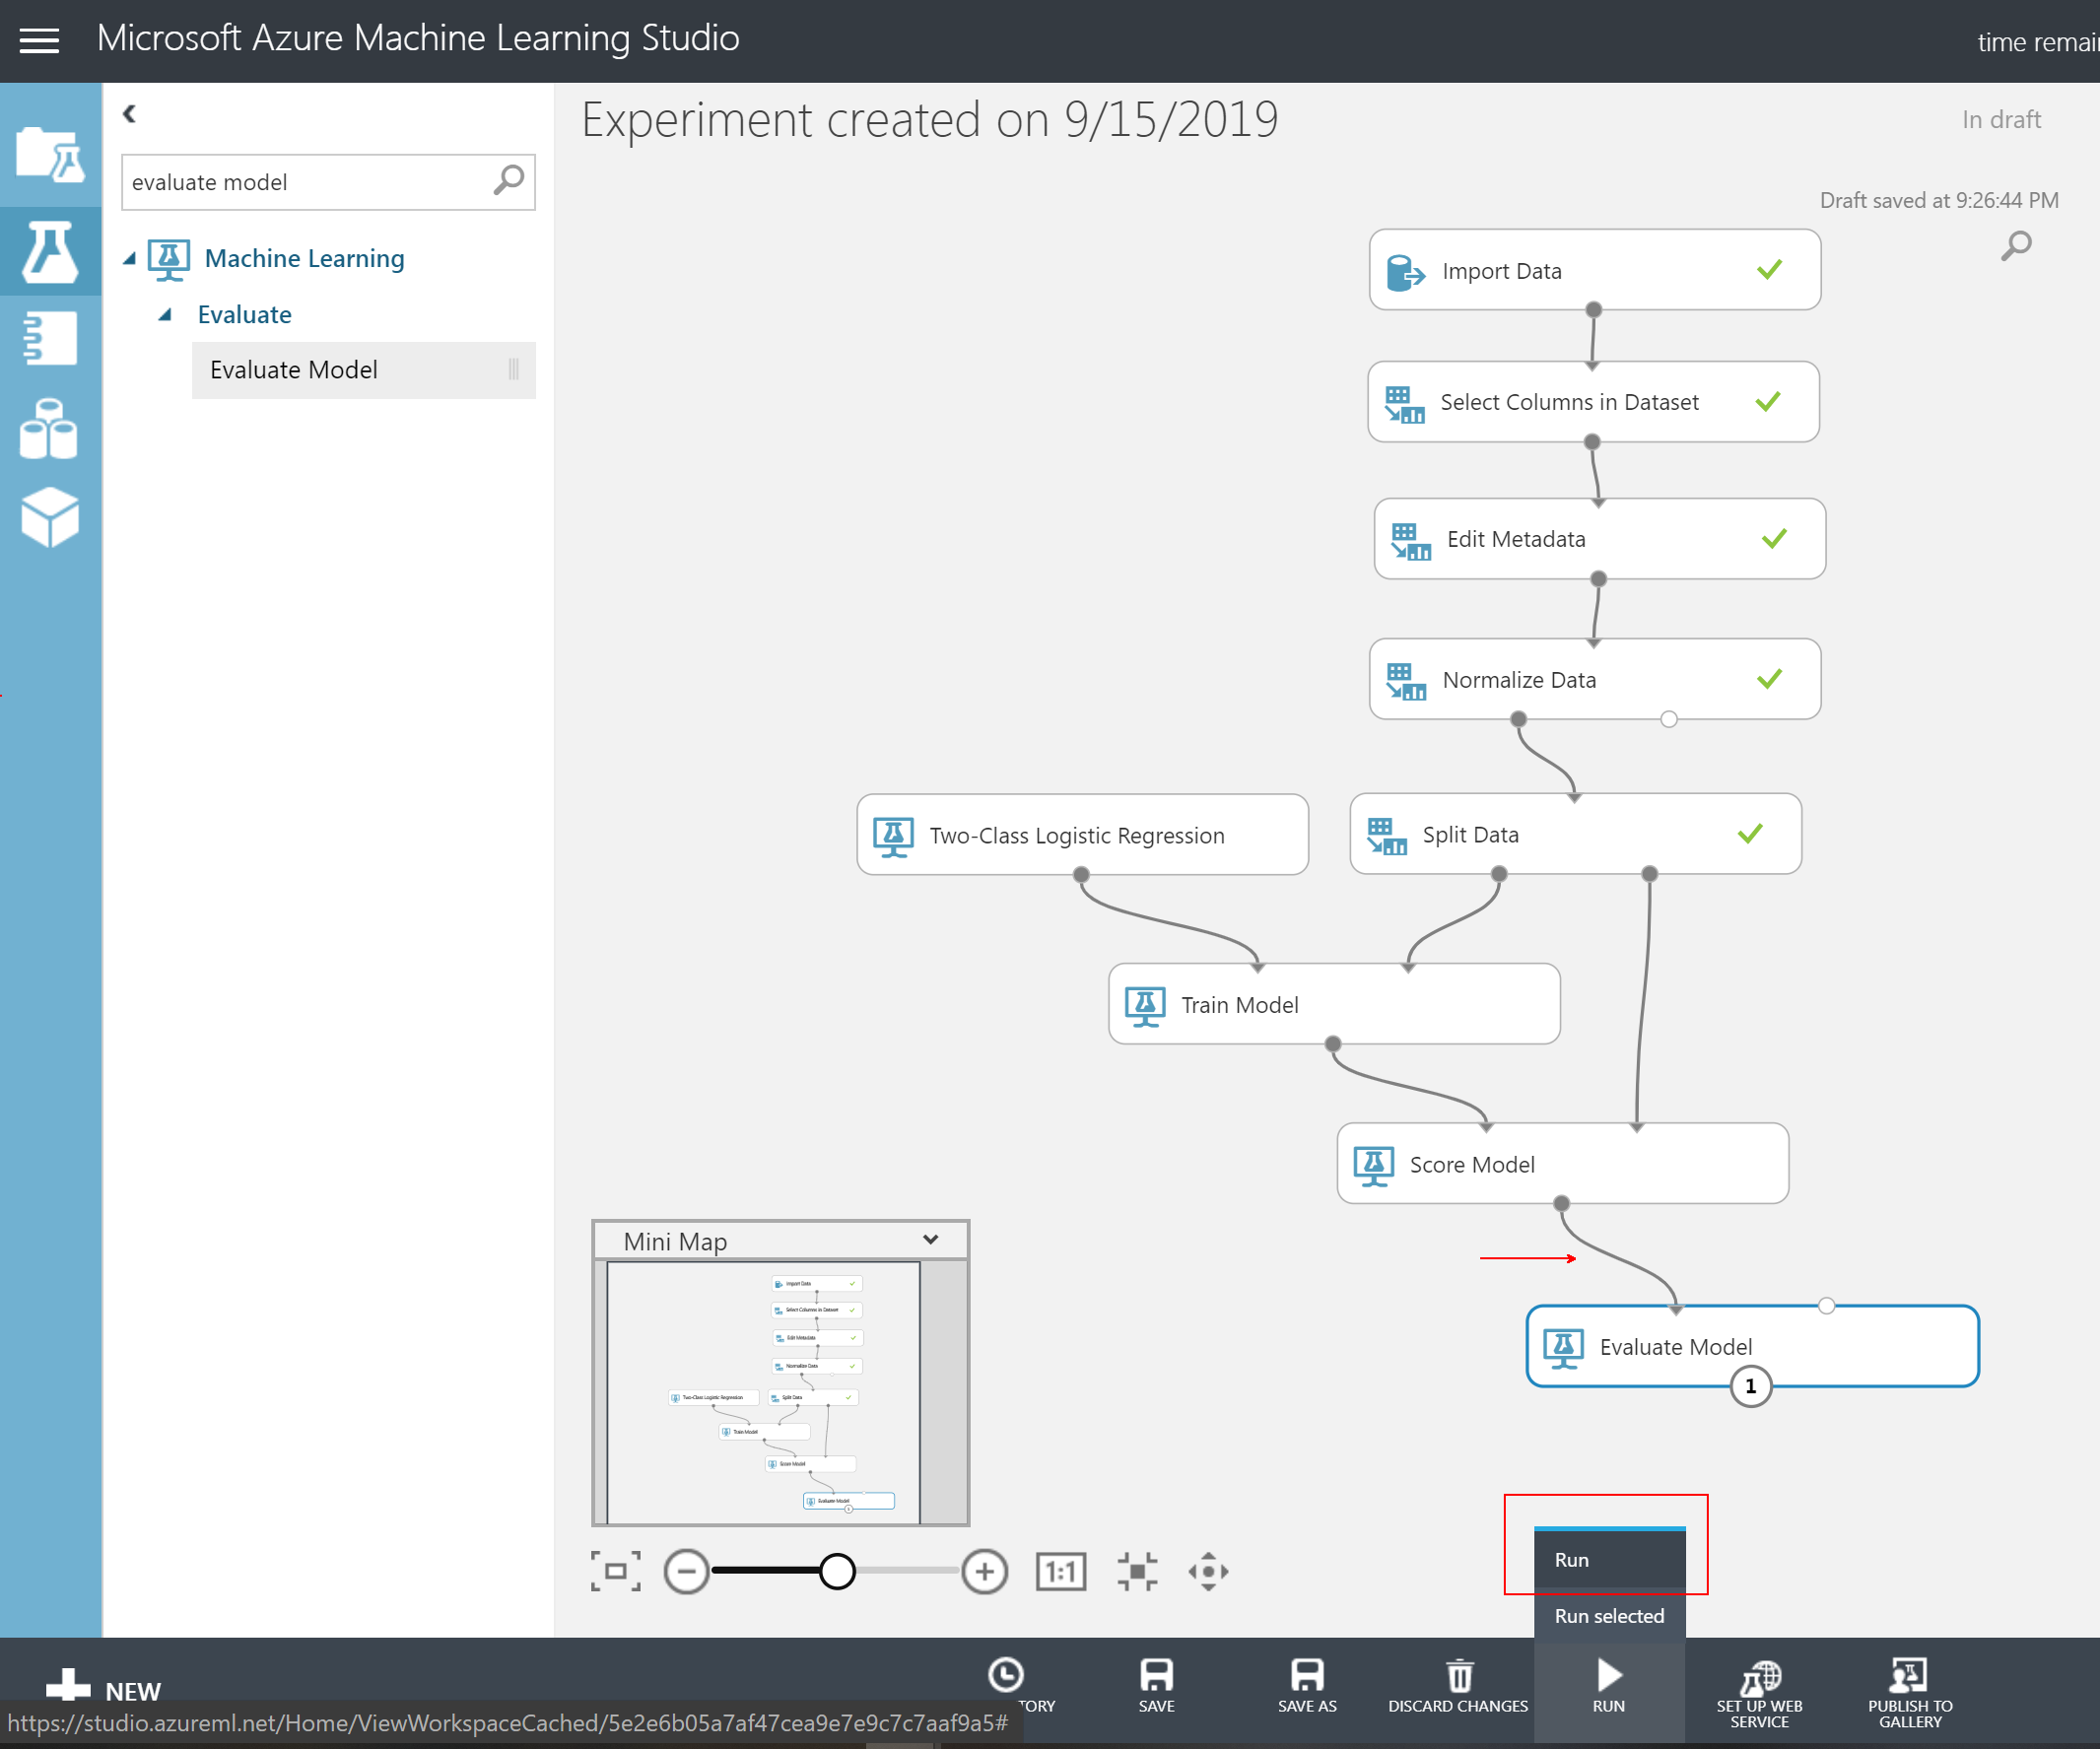 Microsoft Azure Machine Learning Studio
time remai
Experiment created on 9/15/2019
In draft
evaluate model
Draft saved at 9:26:44 PM
Machine Learning
Evaluate
Evaluate Model
Import Data
Select Columns in Dataset
Edit Metadata
Normalize Data
Two-Class Logistic Regression
Split Data
Train Model
Score Model
Evaluate Model
1
Mini Map
Import Data
Select Columns in Dataset
Edit Metadata
Normalize Data
Two-Class Logistic Regression
Split Data
Train Model
Score Model
Evaluate Model
1:1
Run
Run selected
NEW
TORY
SAVE
SAVE AS
DISCARD CHANGES
RUN
SET UP WEB
SERVICE
PUBLISH TO
GALLERY
https://studio.azureml.net/Home/ViewWorkspaceCached/5e2e6b05a7af47cea9e7e9c7c7aaf9a5#